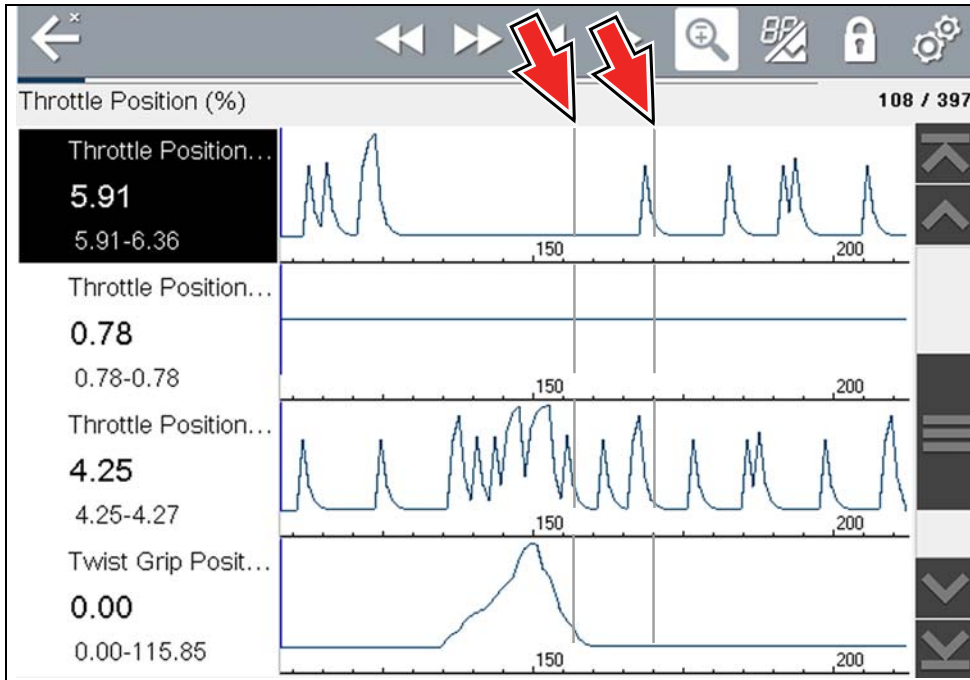 Throttle Position (%)
108 / 397
Throttle Position...
5.91
5.91-6.36
150
200
Throttle Position...
0.78
0.78-0.78
150
200
Throttle Position...
4.25
4.25-4.27
150
200
Twist Grip Posit...
0.00
0.00-115.85
150
200